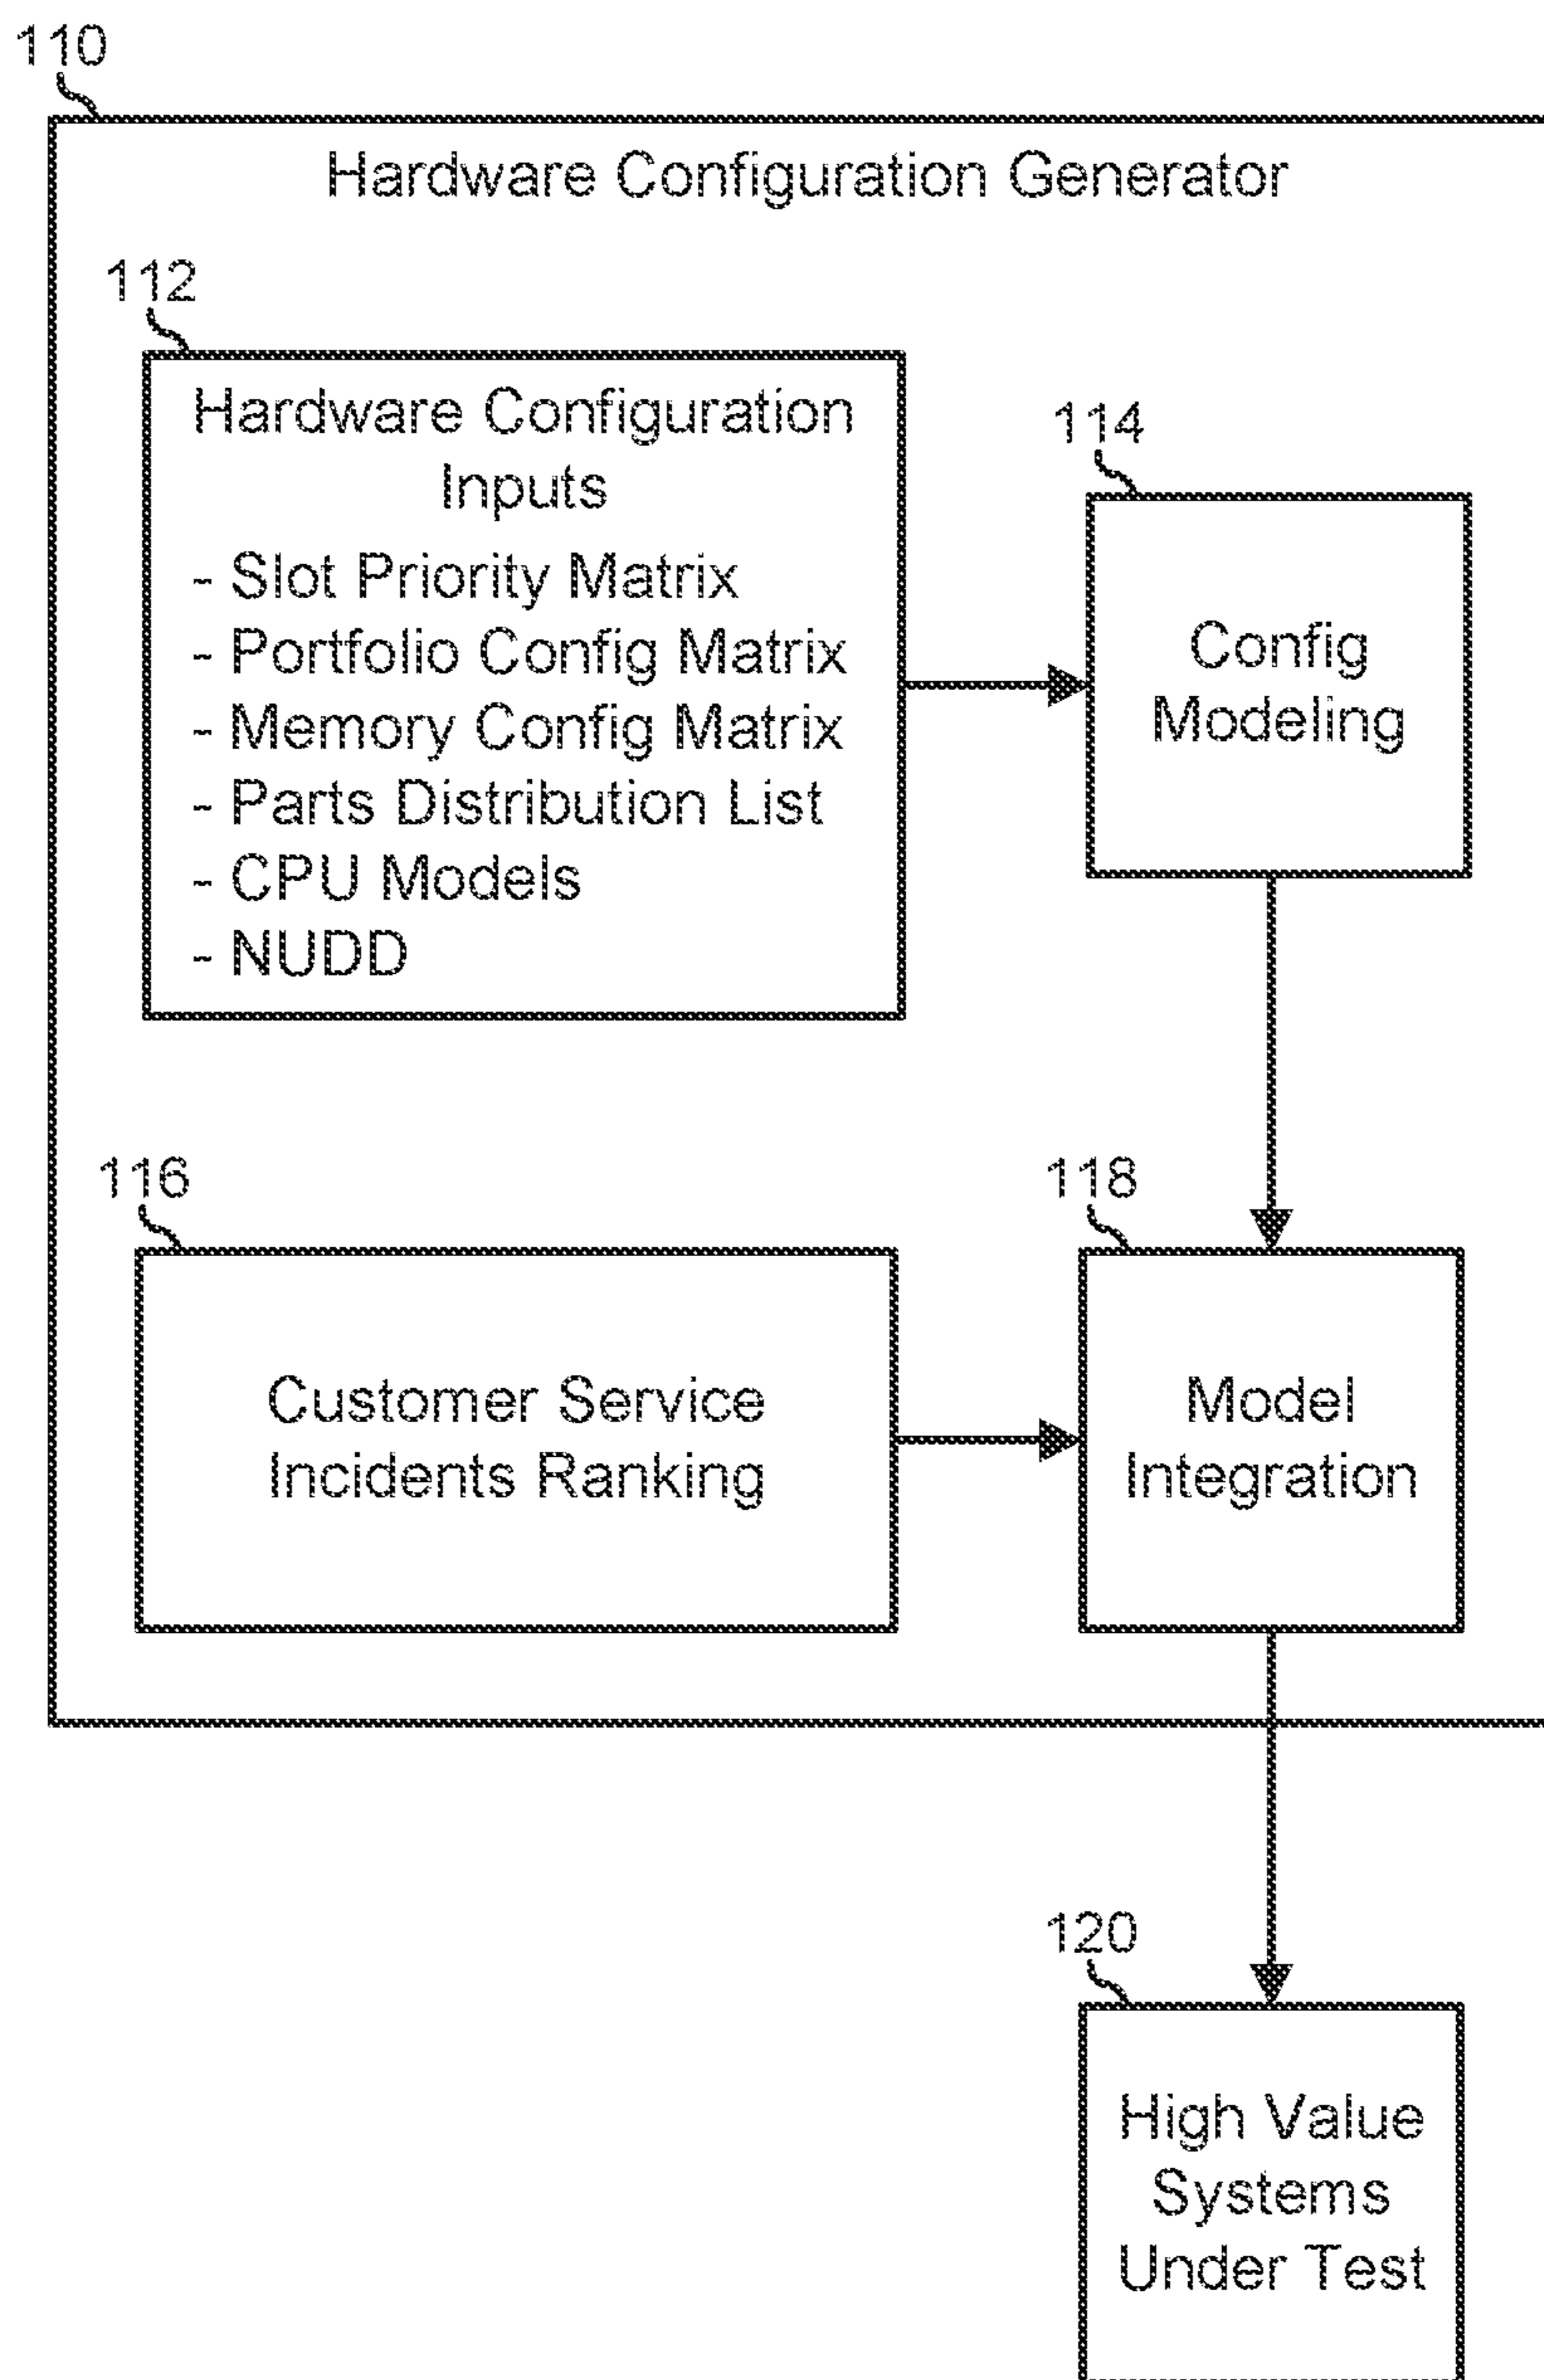 110
Hardware Configuration Generator
112
Hardware Configuration
Inputs
- Slot Priority Matrix
- Portfolio Config Matrix
- Memory Config Matrix
- Parts Distribution List
- CPU Models
- NUDD
114
Config
Modeling
116
Customer Service
Incidents Ranking
118
Model
Integration
120
High Value
Systems
Under Test